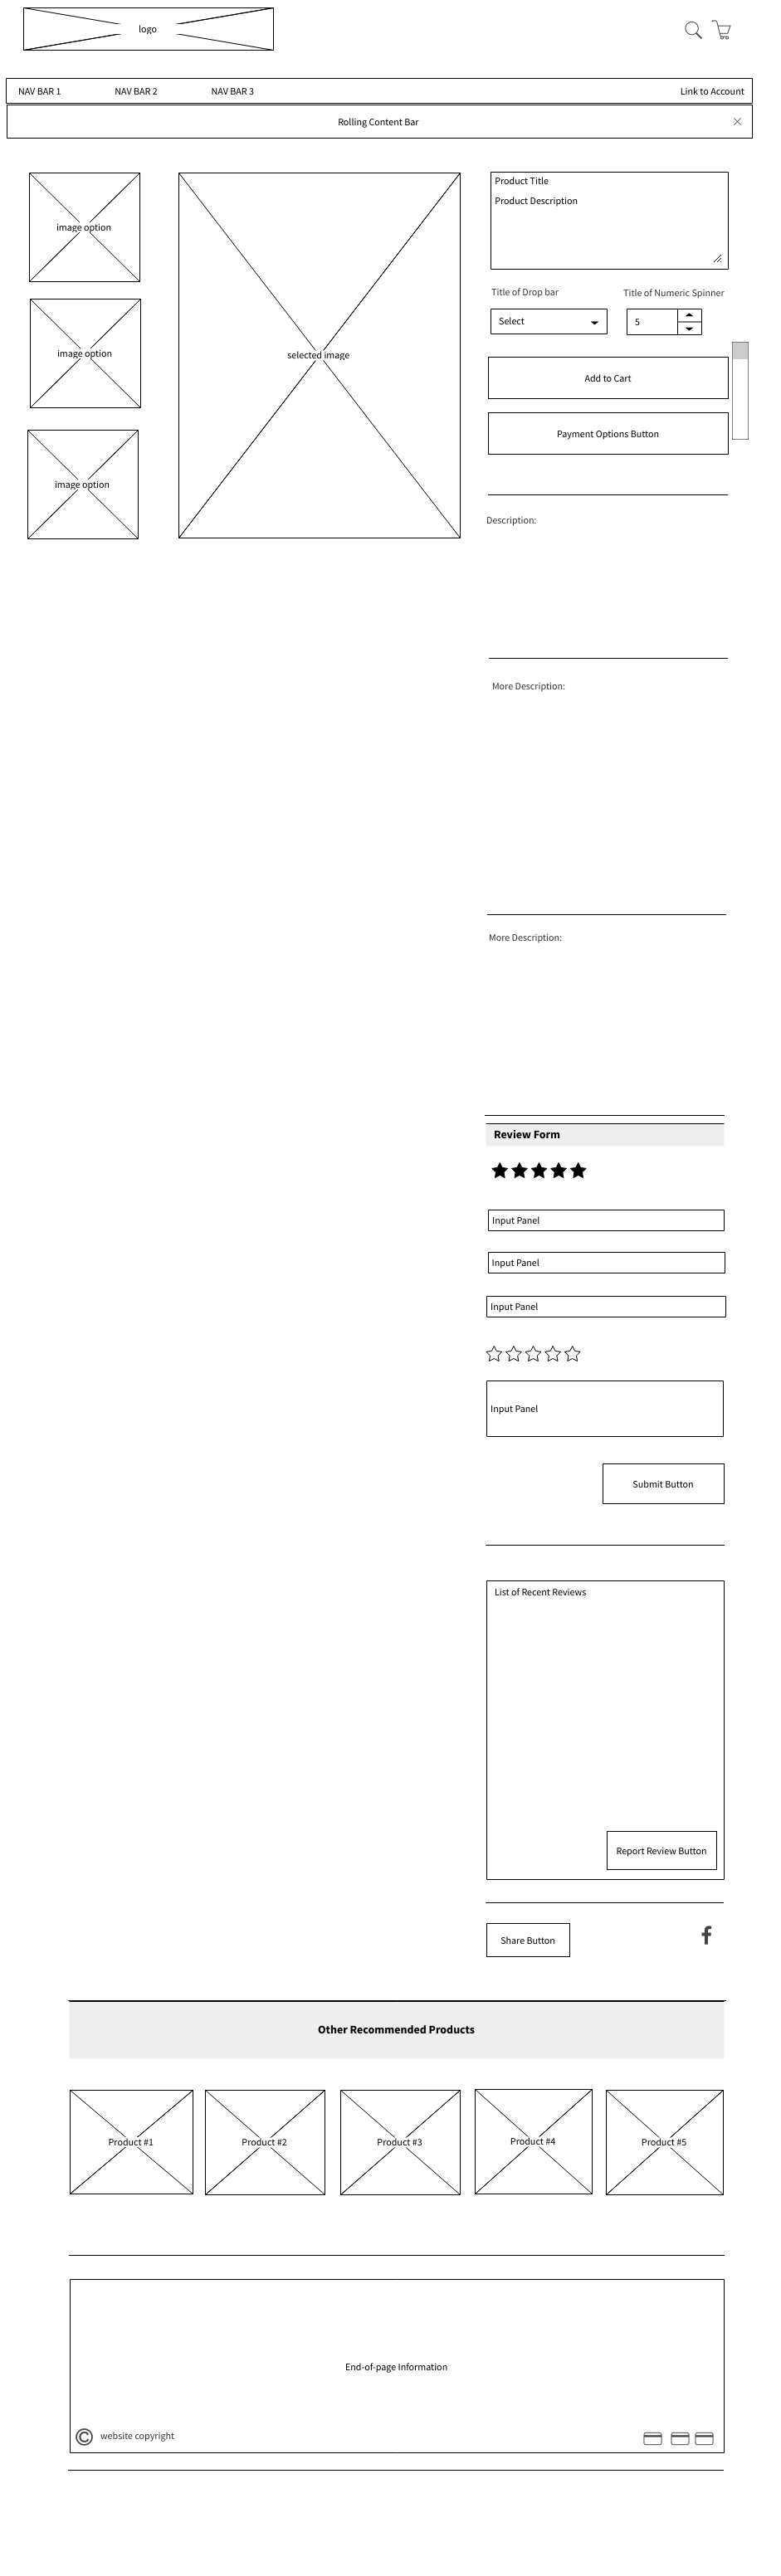 logo
NAV BAR 1
NAV BAR 2
NAV BAR 3
Link to Account
Rolling Content Bar
image option
image option
image option
selected image
Product Title
Product Description
Title of Drop bar
Title of Numeric Spinner
Select
5
Add to Cart
Payment Options Button
Description:
More Description:
More Description:
Review Form
Input Panel
Input Panel
Input Panel
Input Panel
Submit Button
List of Recent Reviews
Report Review Button
Share Button
Other Recommended Products
Product #1
Product #2
Product #3
Product #4
Product #5
End-of-page Information
© website copyright